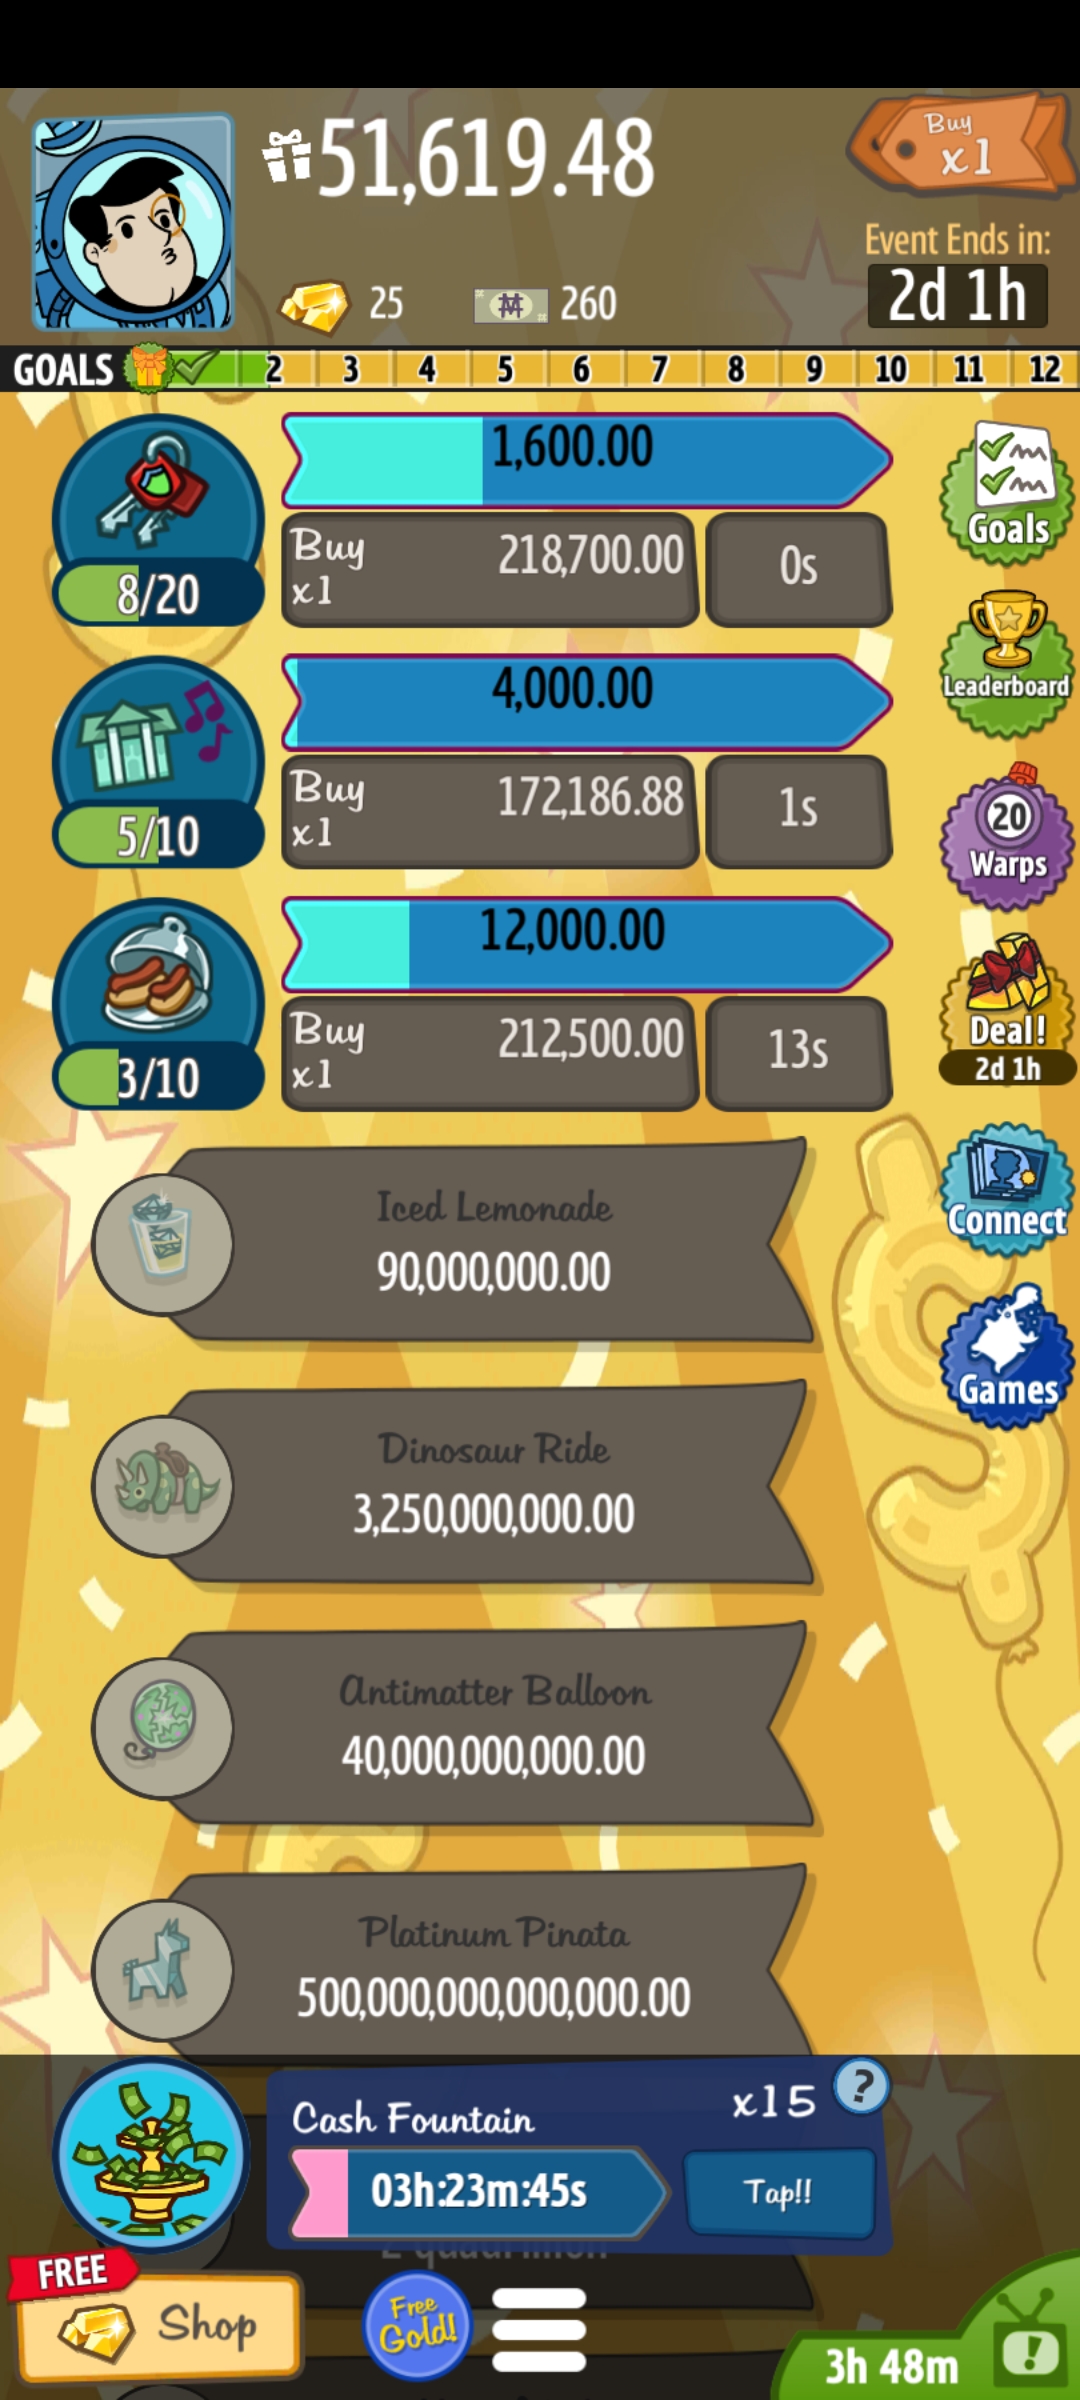 51,619.48
Buy
x1
Event Ends in:
25
260
2d 1h
GOALS 2 3 4 5 6 7 8 9 10 11 12
1,600.00
8/20
Buy
x1
218,700.00
0s
Goals
4,000.00
Leaderboard
5/10
Buy
x1
172,186.88
1s
20
Warps
12,000.00
3/10
Buy
x1
212,500.00
13s
Deal!
2d 1h
Iced Lemonade
90,000,000.00
Connect
Games
Dinosaur Ride
3,250,000,000.00
Antimatter Balloon
40,000,000,000.00
Platinum Pinata
500,000,000,000,000.00
Cash Fountain
x15
?
03h:23m:45s
Tap!!
FREE
Shop
Free
Gold!
3h 48m
!